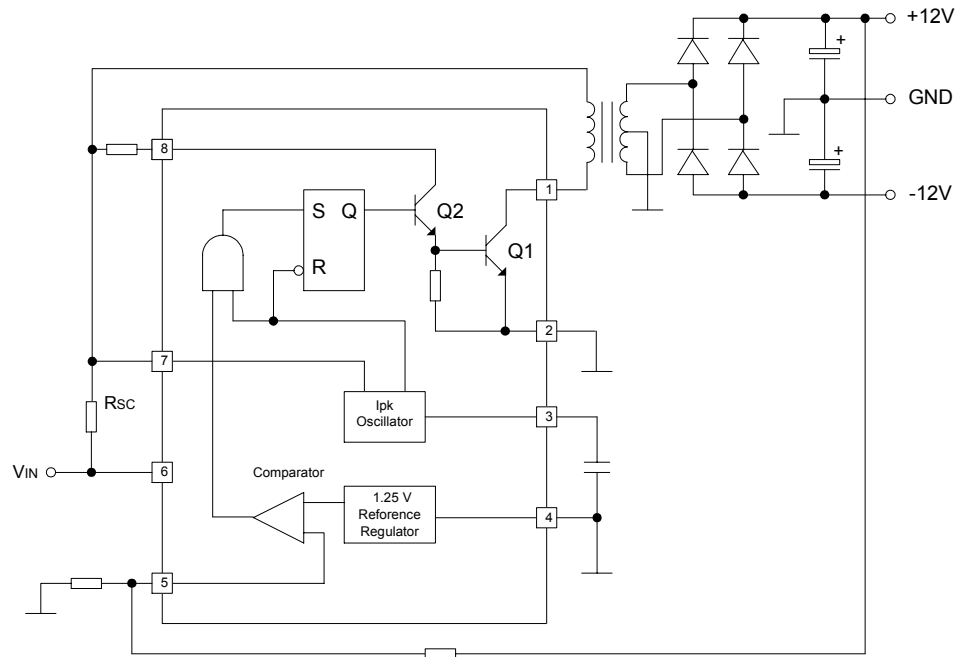 +12V
+
GND
8
1
S Q
Q2
+
-12V
R
Q1
2
7
RSC
Ipk
Oscillator
3
VIN
6
Comparator
1.25 V
Reforence
Regulator
4
5